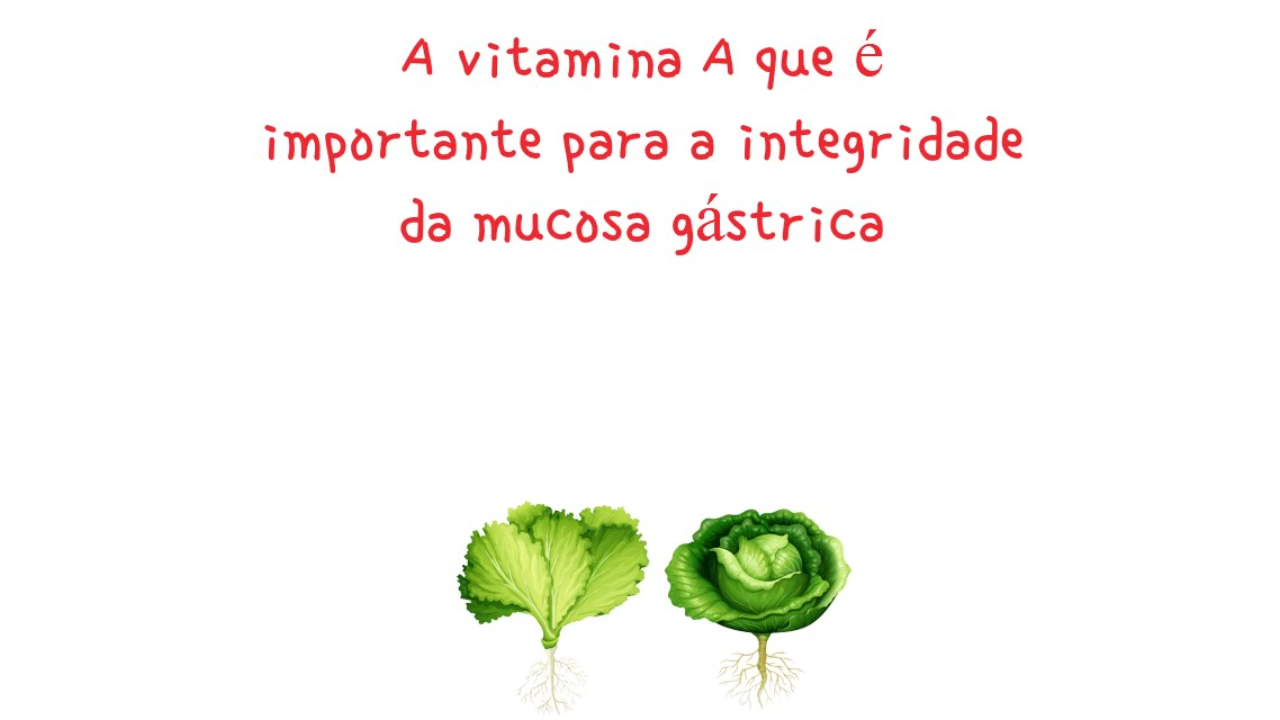 A vitamina A que é
importante para a integridade
da mucosa gástrica